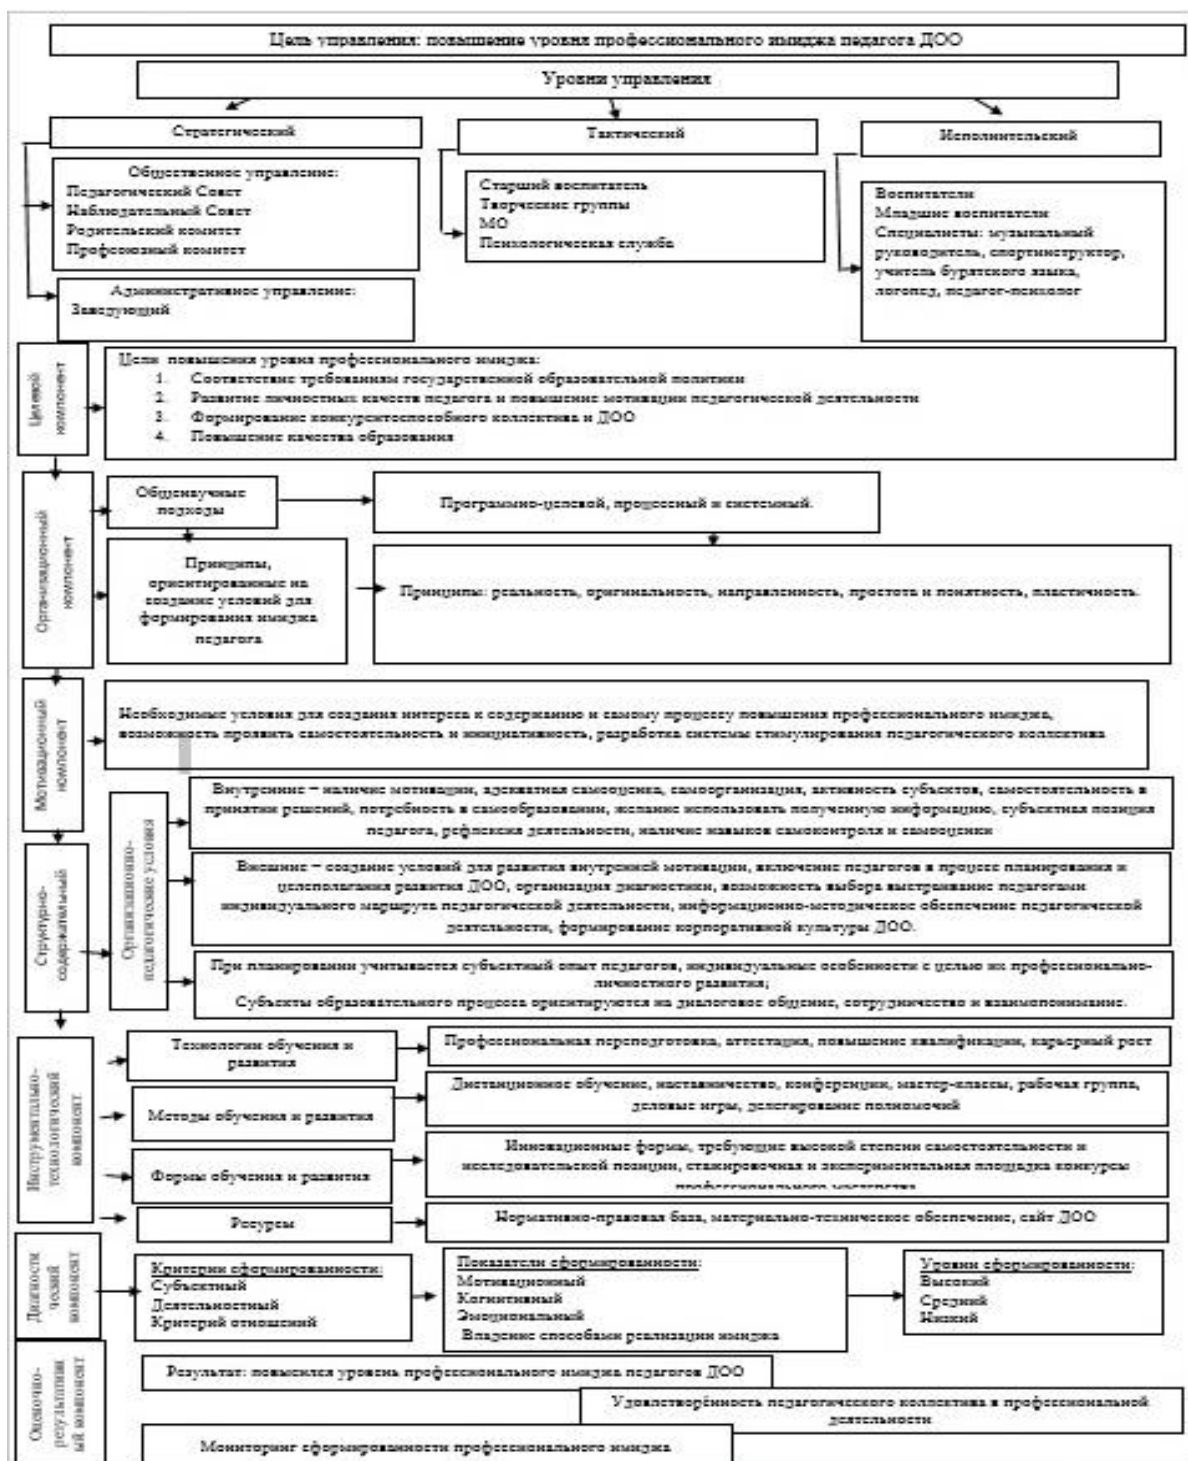 Цель управления: повышение уровня профессионального имиджа педагога ДОО
Уровни управления
Стратегический
Тактический
Исполнительский
Общественное управление:
Педагогический Совет
Наблюдательный Совет
Родительский комитет
Профсоюзный комитет
Административное управление:
Заведующий
Старший воспитатель
Творческие группы
МО
Психологическая служба
Воспитатели
Младшие воспитатели
Специалисты: музыкальный
руководитель, спортинструктор,
учитель бурятского языка,
логопед, педагог-психолог
Целевой
компонент
Цели повышения уровня профессионального имиджа:
1. Соответствие требованиям государственной образовательной политики
2. Развитие личностных качеств педагога и повышение мотивации педагогической деятельности
3. Формирование конкурентоспособного коллектива и ДОО
4. Повышение качества образования
Организационный
компонент
Общенаучные
подходы
Программно-целевой, процессный и системный.
Принципы,
ориентированные на
создание условий для
формирования имиджа
педагога
Принципы: реальность, оригинальность, направленность, простота и понятность, пластичность.
Мотивационный
компонент
Необходимые условия для создания интереса к содержанию и самому процессу повышения профессионального имиджа,
возможность проявить самостоятельность и инициативность, разработка системы стимулирования педагогического коллектива
Структурно-
содержательный
Организационно-
педагогические условия
Внутренние – наличие мотивации, адекватная самооценка, самоорганизация, активность субъектов, самостоятельность в
принятии решений, потребность в самообразовании, желание использовать полученную информацию, субъектная позиция
педагога, рефлексия деятельности, наличие навыков самоконтроля и самооценки
Внешние – создание условий для развития внутренней мотивации, включение педагогов в процесс планирования и
целеполагания развития ДОО, организация диагностики, возможность выбора выстраивание педагогами
индивидуального маршрута педагогической деятельности, информационно-методическое обеспечение педагогической
деятельности, формирование корпоративной культуры ДОО.
При планировании учитывается субъектный опыт педагогов, индивидуальные особенности с целью их профессионально-
личностного развития;
Субъекты образовательного процесса ориентируются на диалоговое общение, сотрудничество и взаимопонимание.
Инструментально-
технологический
компонент
Технологии обучения и
развития
Профессиональная переподготовка, аттестация, повышение квалификации, карьерный рост
Методы обучения и развития
Дистанционное обучение, наставничество, конференции, мастер-классы, рабочая группа,
деловые игры, делегирование полномочий
Формы обучения и развития
Инновационные формы, требующие высокой степени самостоятельности и
исследовательской позиции, стажировочная и экспериментальная площадка конкурсы
профессионального мастерства
Ресурсы
Нормативно-правовая база, материально-техническое обеспечение, сайт ДОО
Диагности
ческий
компонент
Критерии сформированности:
Субъектный
Деятельностный
Критерий отношений
Показатели сформированности:
Мотивационный
Когнитивный
Эмоциональный
Владение способами реализации имиджа
Уровни сформированности:
Высокий
Средний
Низкий
Оценочно-
результативн
ый компонент
Результат: повысился уровень профессионального имиджа педагогов ДОО
Удовлетворённость педагогического коллектива в профессиональной
деятельности
Мониторинг сформированности профессионального имиджа